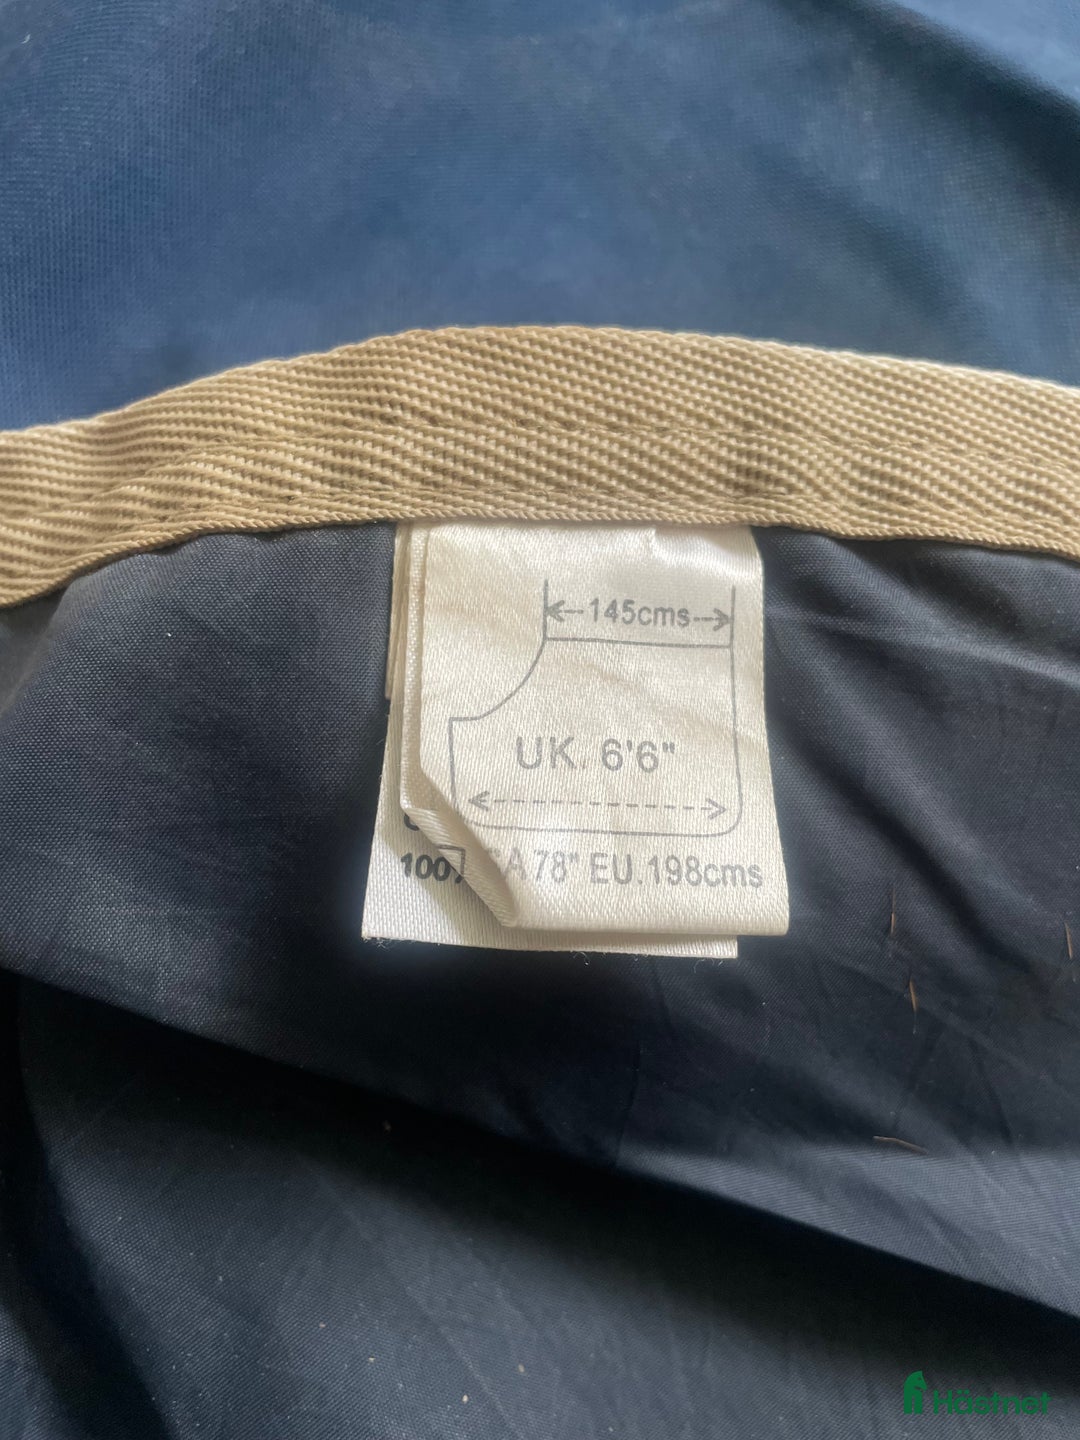 145cms
UK. 6'6"
78" EU.198cms
100
Hästnet